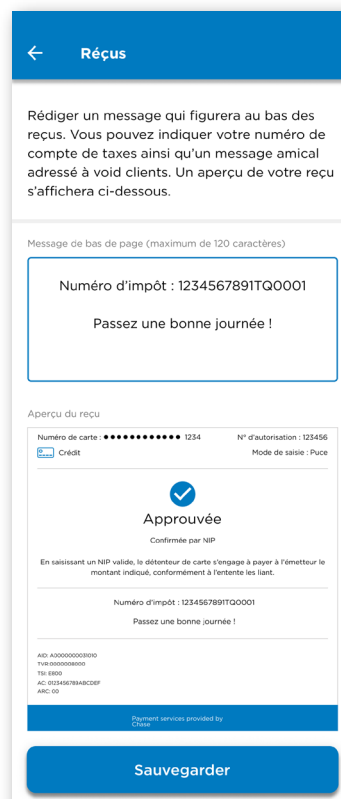 Réçus
Rédiger un message qui figurera au bas des
reçus. Vous pouvez indiquer votre numéro de
compte de taxes ainsi qu'un message amical
adressé à void clients. Un aperçu de votre reçu
s'affichera ci-dessous.
Message de bas de page (maximum de 120 caractères)
Numéro d'impôt : 1234567891TQ0001
Passez une bonne journée !
Aperçu du reçu
Numéro de carte : ●●●●●●●●●●●● 1234 N° d'autorisation : 123456
Crédit Mode de saisie : Puce
Approuvée
Confirmée par NIP
En saisissant un NIP valide, le détenteur de carte s'engage à payer à l'émetteur le
montant indiqué, conformément à l'entente les liant.
Numéro d'impôt : 1234567891TQ0001
Passez une bonne journée !
AID: A0000000031010
TVR:0000008000
TSI: E800
AC: 0123456789ABCDEF
ARC: 00
Payment services provided by
Chase
Sauvegarder